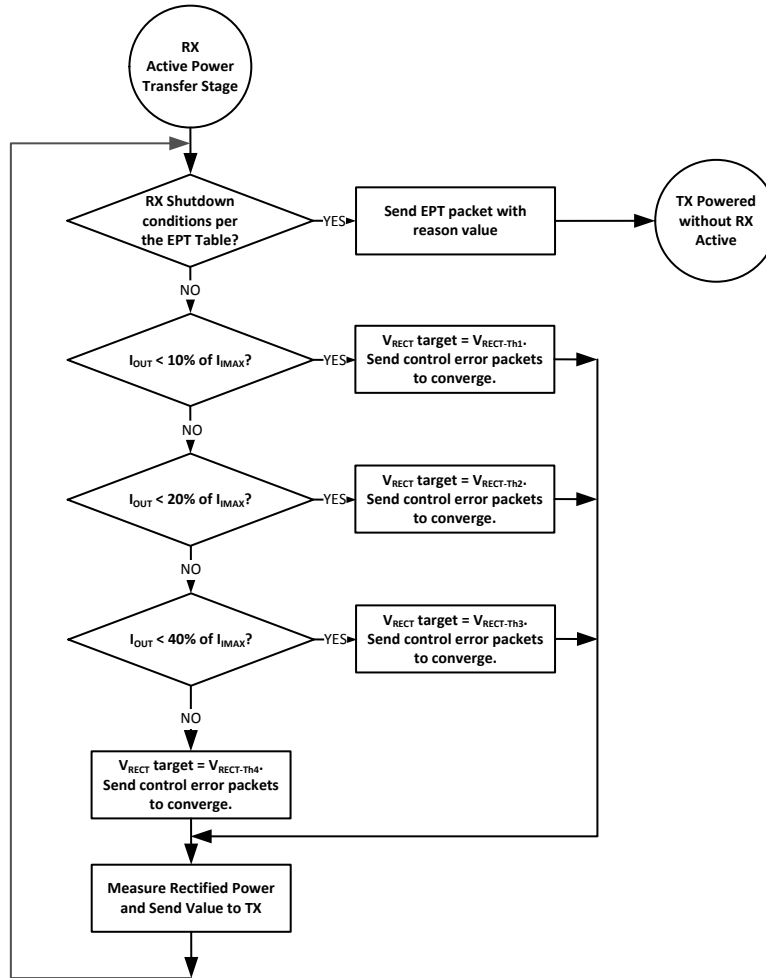 RX
Active Power
Transfer Stage
RX Shutdown
conditions per
the EPT Table?
YES
Send EPT packet with
reason value
TX Powered
without RX
Active
NO
IOUT < 10% of IIMAX?
YES
VRECT target = VRECT-Th1.
Send control error packets
to converge.
NO
IOUT < 20% of IIMAX?
YES
VRECT target = VRECT-Th2.
Send control error packets
to converge.
NO
IOUT < 40% of IIMAX?
YES
VRECT target = VRECT-Th3.
Send control error packets
to converge.
NO
VRECT target = VRECT-Th4.
Send control error packets
to converge.
Measure Rectified Power
and Send Value to TX